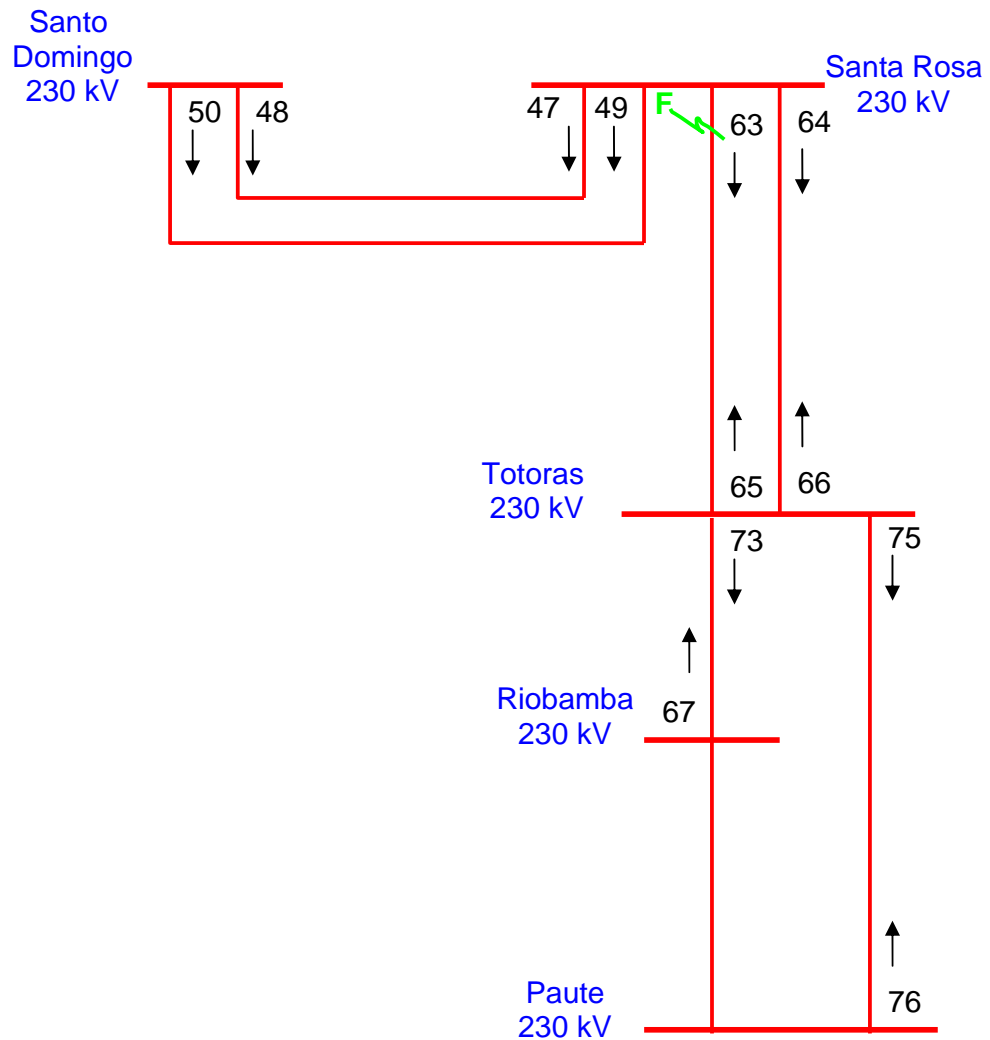 Santo
Domingo
230 kV
50
48
47
49
F
63
64
Santa Rosa
230 kV
65
66
Totoras
230 kV
73
75
Riobamba
230 kV
67
76
Paute
230 kV